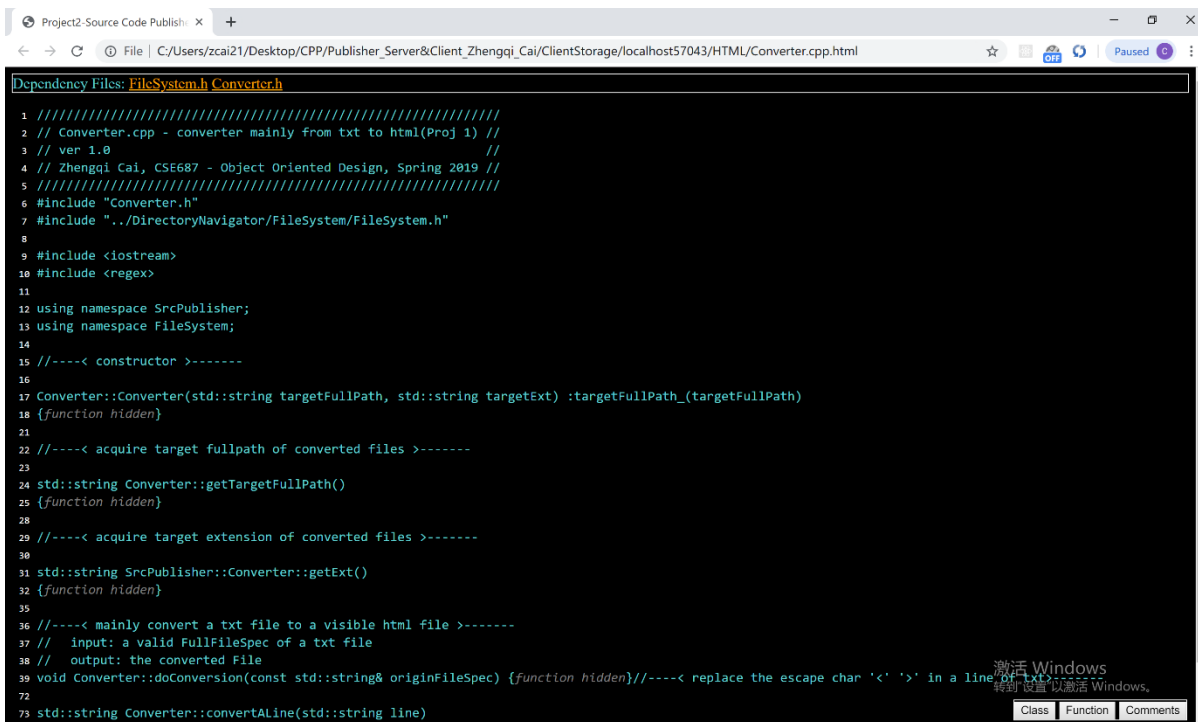 Project2-Source Code Publish
File | C:/Users/zcai21/Desktop/CPP/Publisher_Server&Client_Zhengqi_Cai/ClientStorage/localhost57043/HTML/Converter.cpp.html
OFF
Paused C
Dependency Files: FileSystem.h Converter.h
1 ///////////////////////////////////////////////////////////////
2 // Converter.cpp - converter mainly from txt to html(Proj 1) //
3 // ver 1.0 //
4 // Zhengqi Cai, CSE687 - Object Oriented Design, Spring 2019 //
5 ///////////////////////////////////////////////////////////////
6 #include "Converter.h"
7 #include "../DirectoryNavigator/FileSystem/FileSystem.h"
8
9 #include <iostream>
10 #include <regex>
11
12 using namespace SrcPublisher;
13 using namespace FileSystem;
14
15 //----< constructor >-------
16
17 Converter::Converter(std::string targetFullPath, std::string targetExt) :targetFullPath_(targetFullPath)
18 {function hidden}
21
22 //----< acquire target fullpath of converted files >-------
23
24 std::string Converter::getTargetFullPath()
25 {function hidden}
28
29 //----< acquire target extension of converted files >-------
30
31 std::string SrcPublisher::Converter::getExt()
32 {function hidden}
35
36 //----< mainly convert a txt file to a visible html file >-------
37 //   input: a valid FullFileSpec of a txt file
38 //   output: the converted File
39 void Converter::doConversion(const std::string& originFileSpec) {function hidden}//----< replace the escape char '<' '>' in a line of txt>-------
72
73 std::string Converter::convertALine(std::string line)
激活 Windows
转到"设置"以激活 Windows。
Class Function Comments